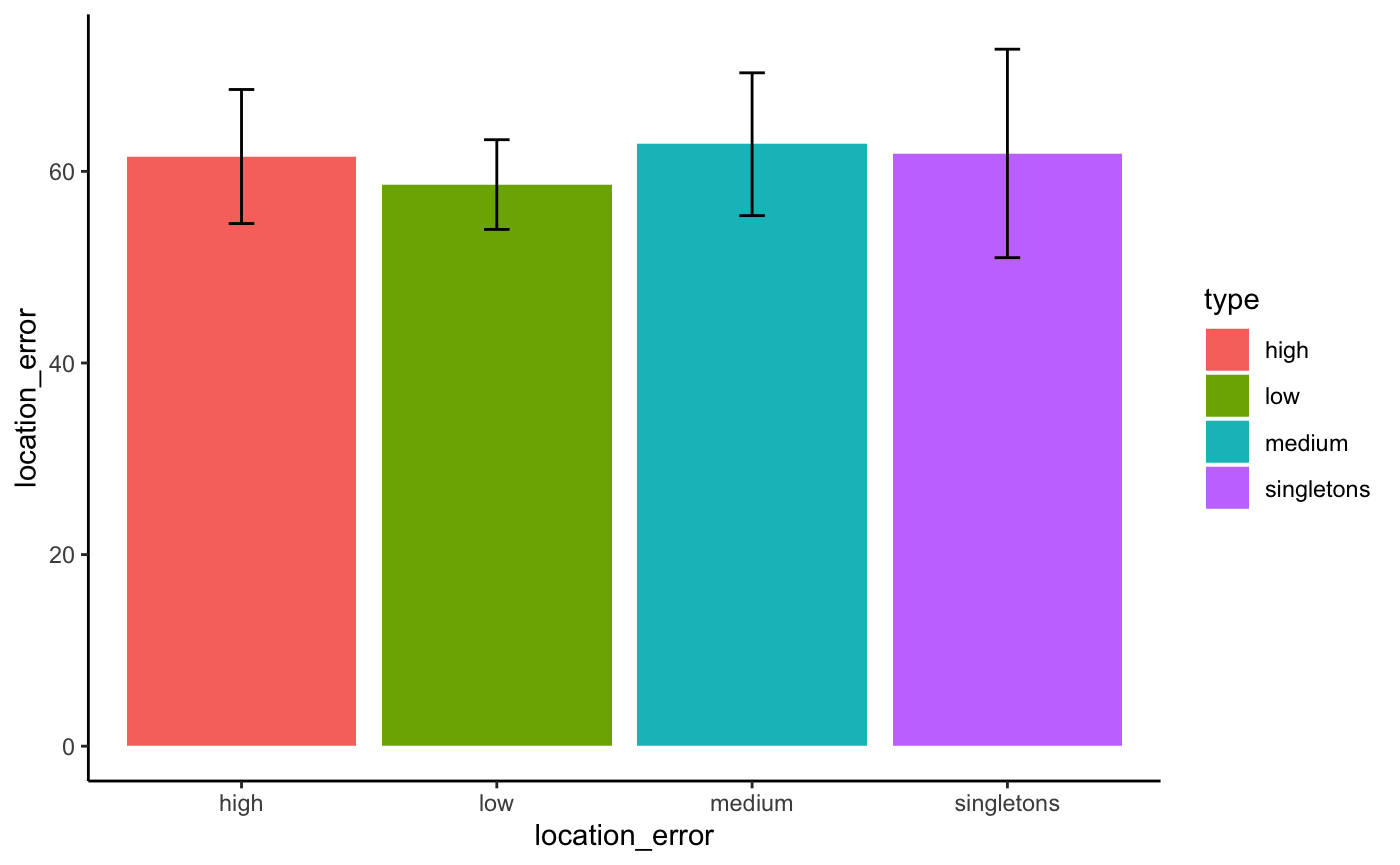 location_error
60
40
20
0
high low medium singletons
location_error
type
high
low
medium
singletons